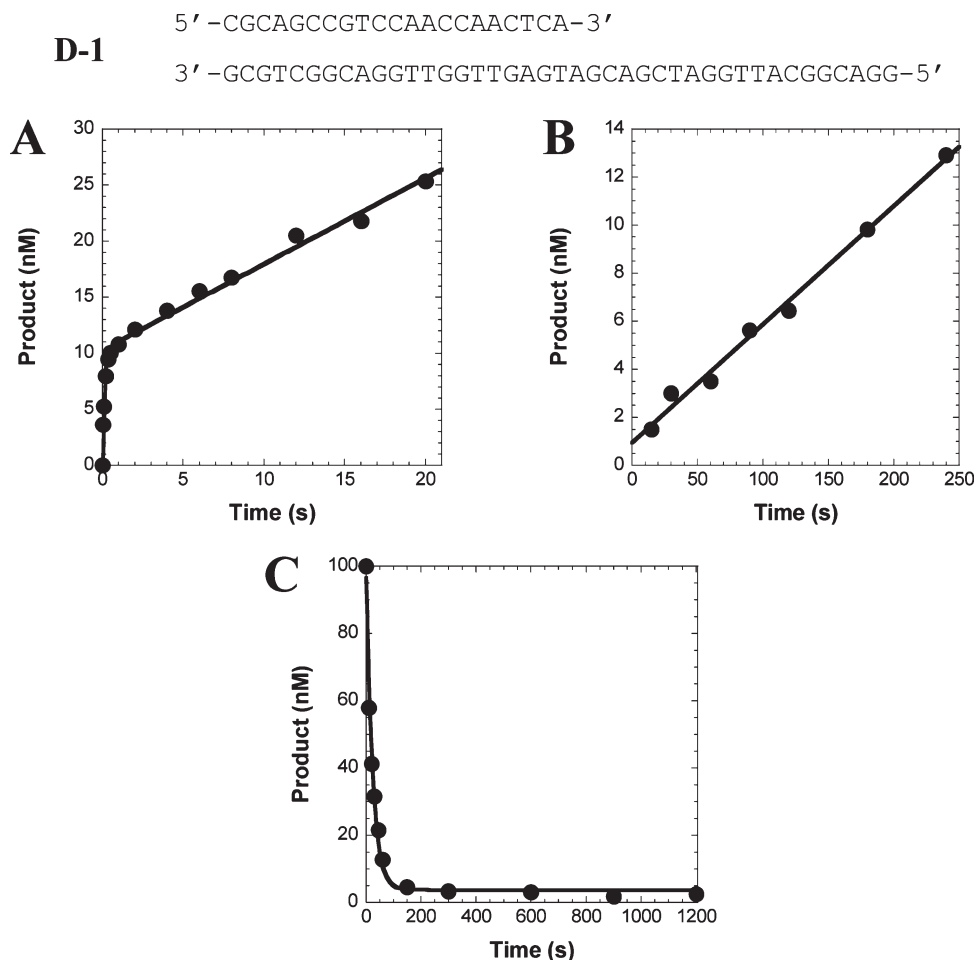 D-1
5′-CGCAGCCGTCCAACCAACTCA-3′
3′-GCGTCGGCAGGTTGGTTGAGTAGCAGCTAGGTTACGGCAGG-5′
A
30
25
20
15
10
5
0
Product (nM)
0 5 10 15 20
Time (s)
B
14
12
10
8
6
4
2
0
Product (nM)
0 50 100 150 200 250
Time (s)
C
100
80
60
40
20
0
Product (nM)
0 200 400 600 800 1000 1200
Time (s)